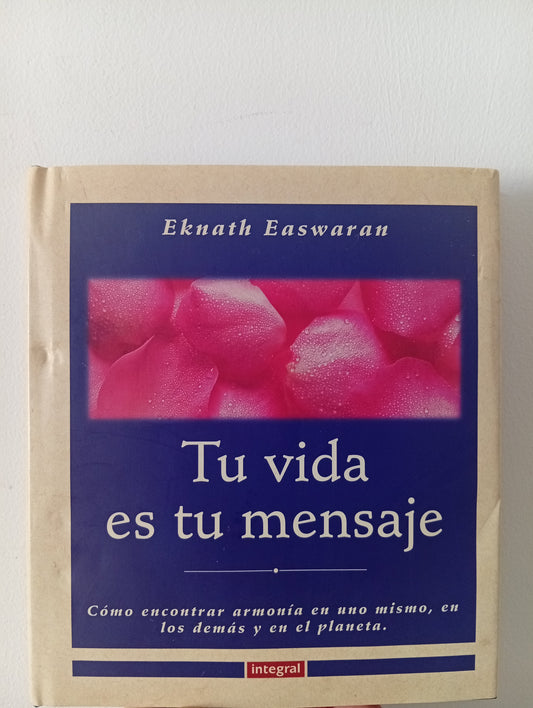 Eknath Easwaran
Tu vida
es tu mensaje
Cómo encontrar armonía en uno mismo, en
los demás y en el planeta.
integral